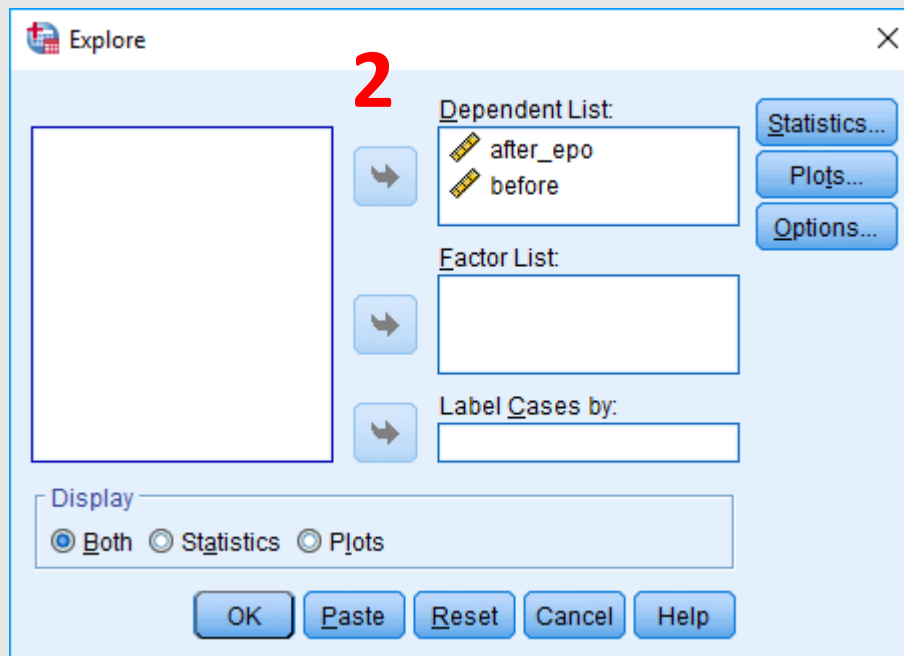 Explore
2
Dependent List:
after_epo
before
Statistics...
Plots...
Options...
Factor List:
Label Cases by:
Display
Both Statistics Plots
OK Paste Reset Cancel Help